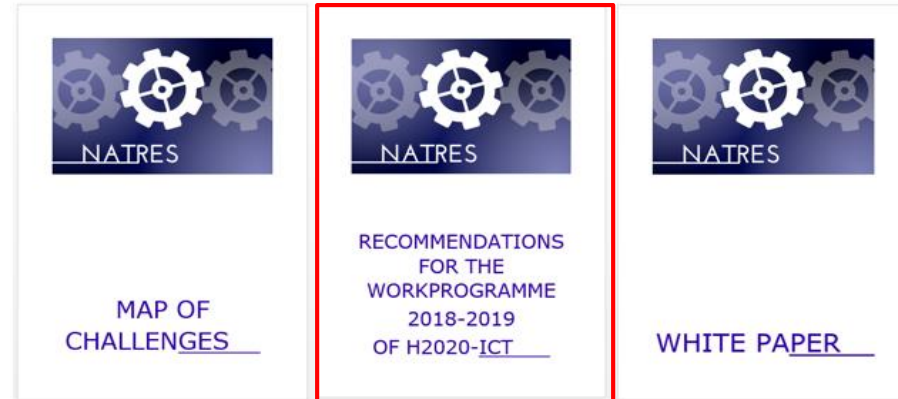 NATRES
MAP OF
CHALLENGES
NATRES
RECOMMENDATIONS
FOR THE
WORKPROGRAMME
2018-2019
OF H2020-ICT
NATRES
WHITE PAPER